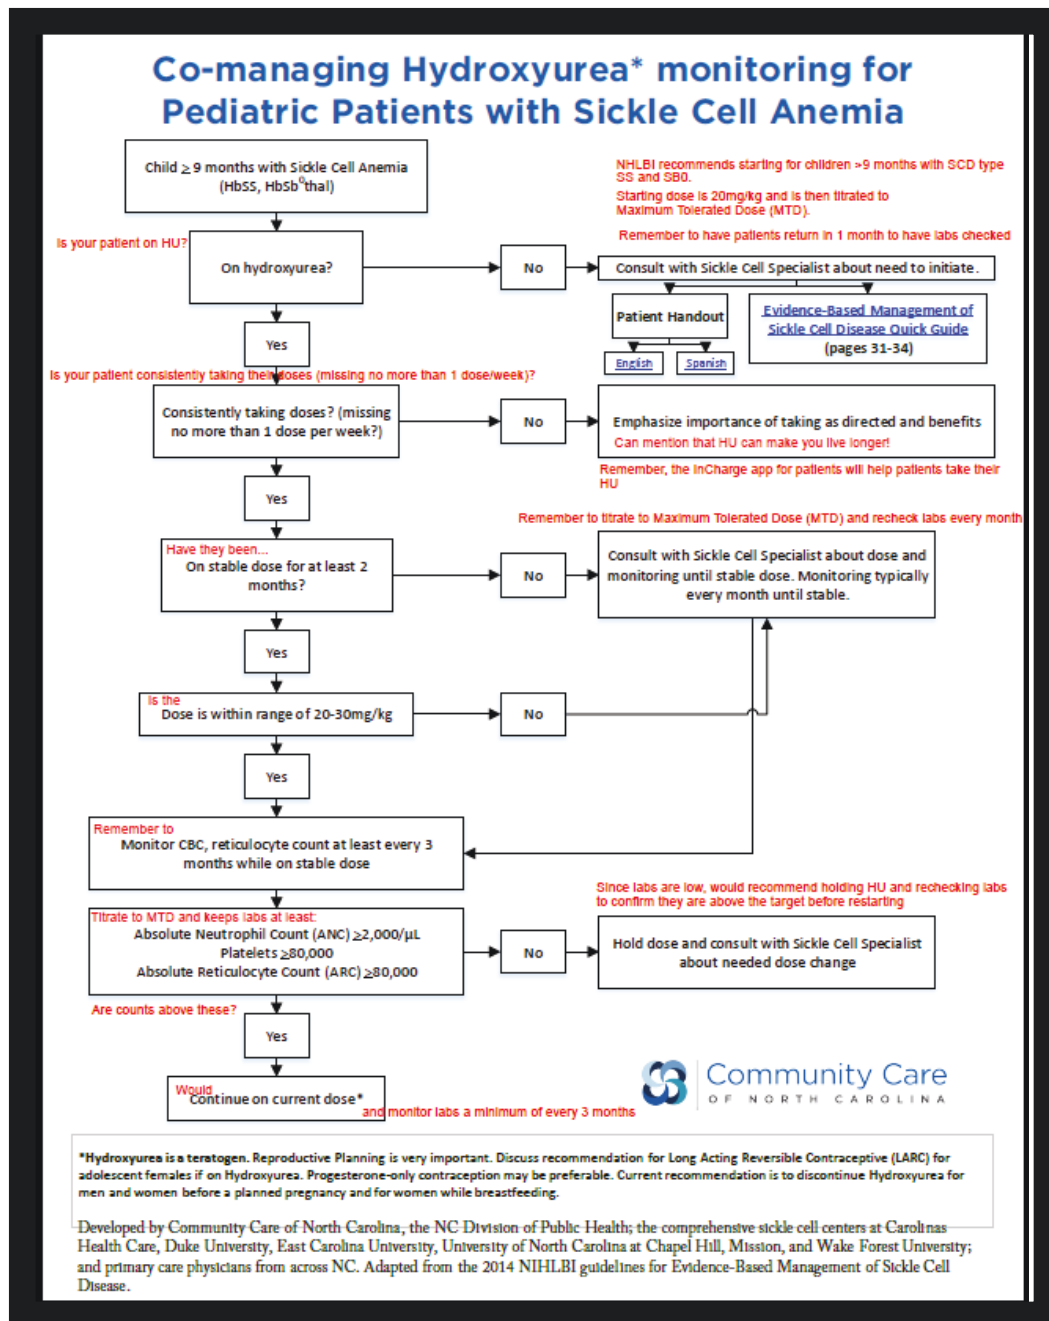 Co-managing Hydroxyurea* monitoring for
Pediatric Patients with Sickle Cell Anemia
Child ≥ 9 months with Sickle Cell Anemia
(HbSS, HbSb⁰thal)
NHLBI recommends starting for children >9 months with SCD type
SS and SB0.
Starting dose is 20mg/kg and is then titrated to
Maximum Tolerated Dose (MTD).
Remember to have patients return in 1 month to have labs checked
Is your patient on HU?
On hydroxyurea?
No
Consult with Sickle Cell Specialist about need to initiate.
Patient Handout
English
Spanish
Evidence-Based Management of
Sickle Cell Disease Quick Guide
(pages 31-34)
Yes
Is your patient consistently taking their doses (missing no more than 1 dose/week)?
Consistently taking doses? (missing
no more than 1 dose per week?)
No
Emphasize importance of taking as directed and benefits
Can mention that HU can make you live longer!
Remember, the InCharge app for patients will help patients take their
HU
Yes
Remember to titrate to Maximum Tolerated Dose (MTD) and recheck labs every month
Have they been...
On stable dose for at least 2
months?
No
Consult with Sickle Cell Specialist about dose and
monitoring until stable dose. Monitoring typically
every month until stable.
Yes
Is the
Dose is within range of 20-30mg/kg
No
Yes
Remember to
Monitor CBC, reticulocyte count at least every 3
months while on stable dose
Since labs are low, would recommend holding HU and rechecking labs
to confirm they are above the target before restarting
Titrate to MTD and keeps labs at least:
Absolute Neutrophil Count (ANC) ≥2,000/µL
Platelets ≥80,000
Absolute Reticulocyte Count (ARC) ≥80,000
No
Hold dose and consult with Sickle Cell Specialist
about needed dose change
Are counts above these?
Yes
Would
Continue on current dose*
and monitor labs a minimum of every 3 months
Community Care
OF NORTH CAROLINA
*Hydroxyurea is a teratogen. Reproductive Planning is very important. Discuss recommendation for Long Acting Reversible Contraceptive (LARC) for
adolescent females if on Hydroxyurea. Progesterone-only contraception may be preferable. Current recommendation is to discontinue Hydroxyurea for
men and women before a planned pregnancy and for women while breastfeeding.
Developed by Community Care of North Carolina, the NC Division of Public Health; the comprehensive sickle cell centers at Carolinas
Health Care, Duke University, East Carolina University, University of North Carolina at Chapel Hill, Mission, and Wake Forest University;
and primary care physicians from across NC. Adapted from the 2014 NIHLBI guidelines for Evidence-Based Management of Sickle Cell
Disease.